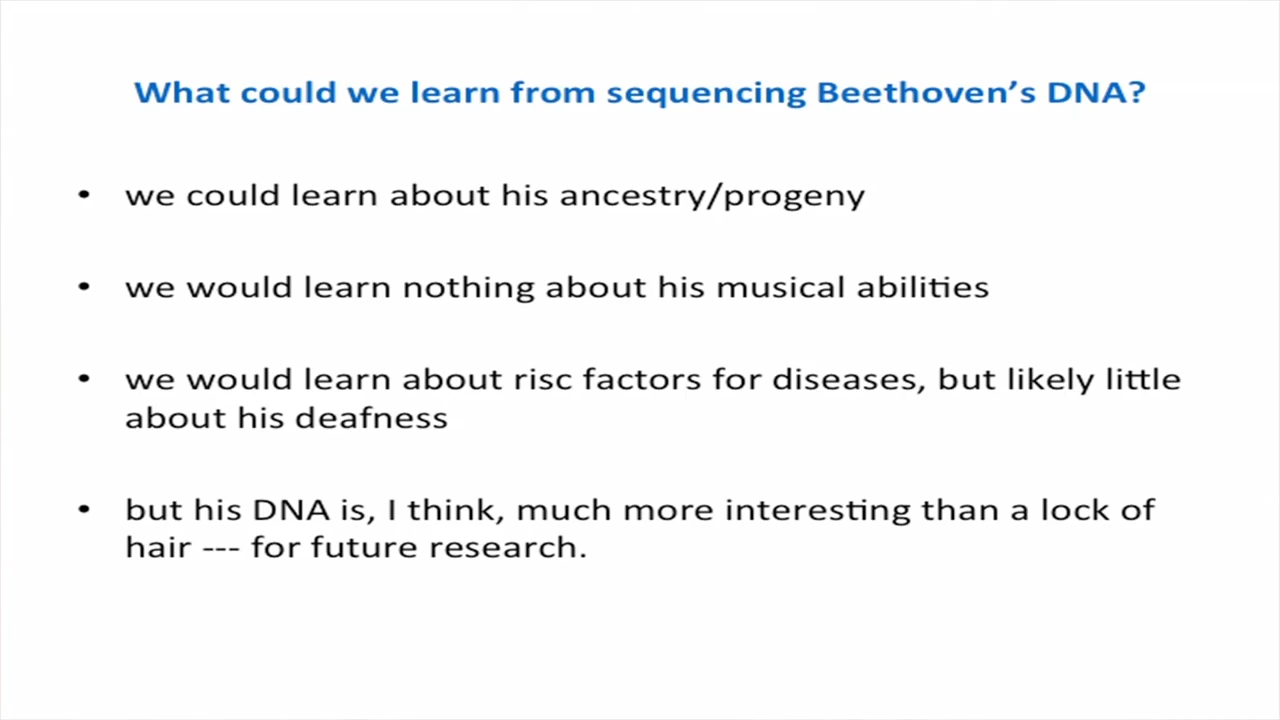 What could we learn from sequencing Beethoven’s DNA?
• we could learn about his ancestry/progeny
• we would learn nothing about his musical abilities
• we would learn about risc factors for diseases, but likely little
about his deafness
• but his DNA is, I think, much more interesting than a lock of
hair --- for future research.